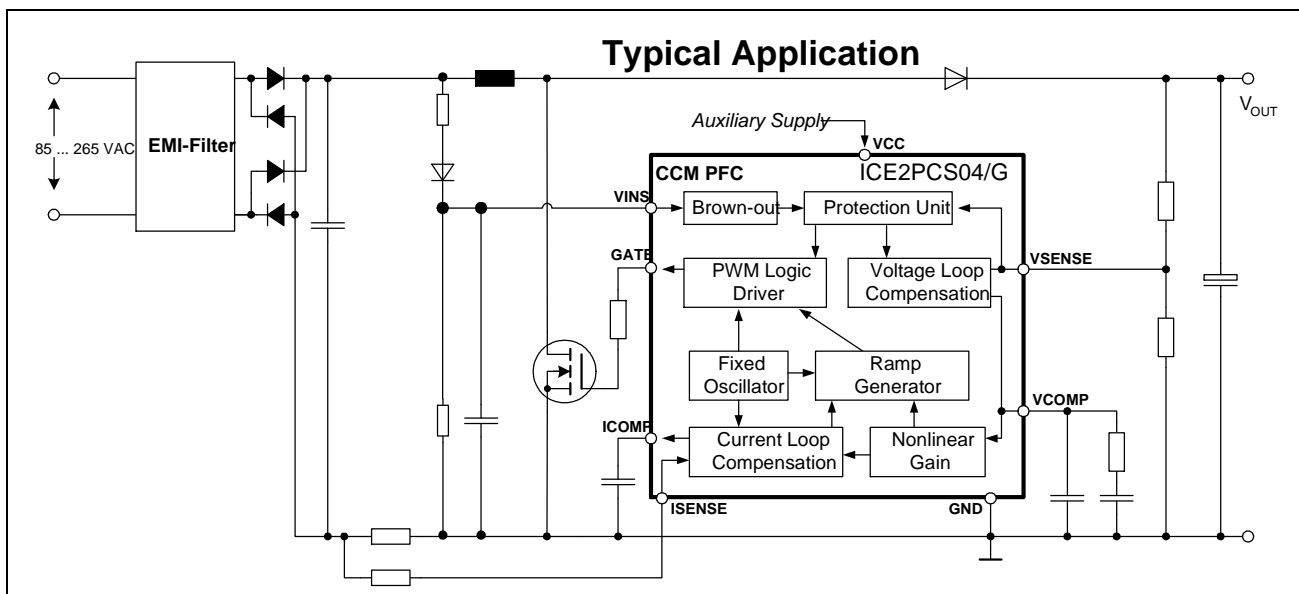 Typical Application
85 ... 265 VAC
EMI-Filter
Auxiliary Supply
VCC
V_OUT
CCM PFC
ICE2PCS04/G
VINS
Brown-out
Protection Unit
GATE
PWM Logic
Driver
Voltage Loop
Compensation
VSENSE
Fixed
Oscillator
Ramp
Generator
VCOMP
ICOMP
Current Loop
Compensation
Nonlinear
Gain
ISENSE
GND